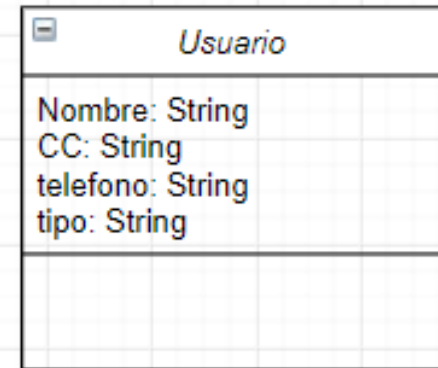 Usuario
Nombre: String
CC: String
telefono: String
tipo: String